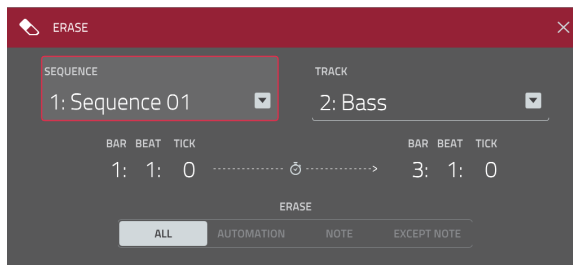 ERASE
SEQUENCE TRACK
1: Sequence 01 2: Bass
BAR BEAT TICK BAR BEAT TICK
1: 1: 0 3: 1: 0
ERASE
ALL AUTOMATION NOTE EXCEPT NOTE